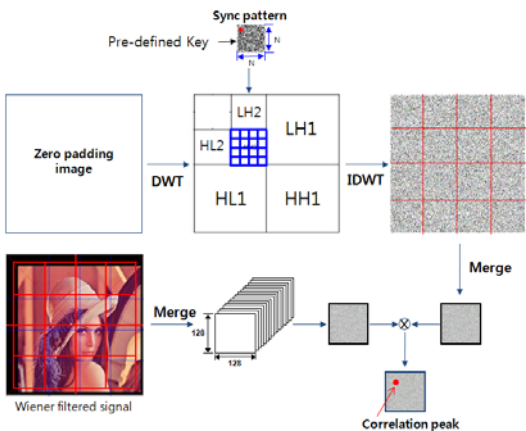 Sync pattern
Pre-defined Key
N
N
LH2
LH1
HL2
HL1
HH1
Zero padding
image
DWT
IDWT
Merge
Merge
128
128
Wiener filtered signal
Correlation peak